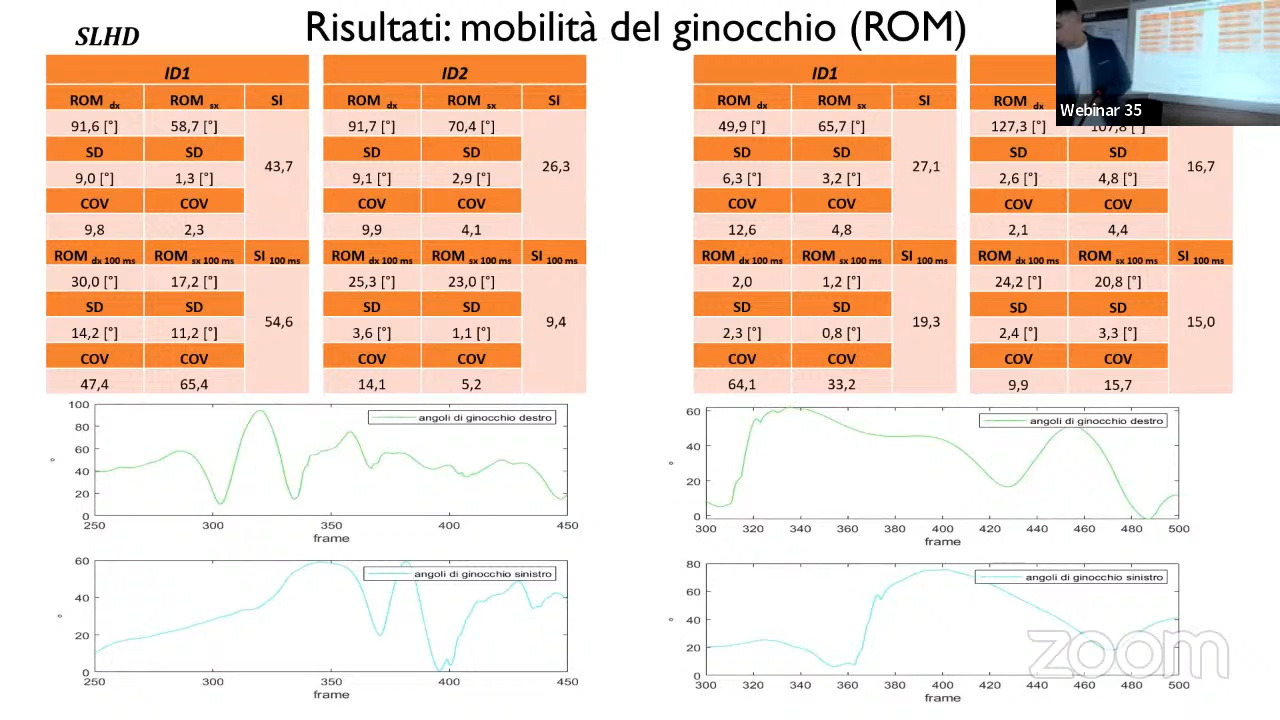 SLHD
Risultati: mobilità del ginocchio (ROM)
Webinar 35
ID1
ROM dx ROM sx SI
91,6 [°] 58,7 [°]
SD SD
43,7
9,0 [°] 1,3 [°]
COV COV
9,8 2,3
ROM dx 100 ms ROM sx 100 ms SI 100 ms
30,0 [°] 17,2 [°]
SD SD
54,6
14,2 [°] 11,2 [°]
COV COV
47,4 65,4
ID2
ROM dx ROM sx SI
91,7 [°] 70,4 [°]
SD SD
26,3
9,1 [°] 2,9 [°]
COV COV
9,9 4,1
ROM dx 100 ms ROM sx 100 ms SI 100 ms
25,3 [°] 23,0 [°]
SD SD
9,4
3,6 [°] 1,1 [°]
COV COV
14,1 5,2
ID1
ROM dx ROM sx SI
49,9 [°] 65,7 [°]
SD SD
27,1
6,3 [°] 3,2 [°]
COV COV
12,6 4,8
ROM dx 100 ms ROM sx 100 ms SI 100 ms
2,0 1,2 [°]
SD SD
19,3
2,3 [°] 0,8 [°]
COV COV
64,1 33,2
ROM dx
127,3 [°] 107,8 [°]
SD SD
16,7
2,6 [°] 4,8 [°]
COV COV
2,1 4,4
ROM dx 100 ms ROM sx 100 ms SI 100 ms
24,2 [°] 20,8 [°]
SD SD
15,0
2,4 [°] 3,3 [°]
COV COV
9,9 15,7
100
80
60
40
20
0
°
angoli di ginocchio destro
250 300 350 400 450
frame
60
40
20
0
°
angoli di ginocchio destro
300 320 340 360 380 400 420 440 460 480 500
frame
60
40
20
0
°
angoli di ginocchio sinistro
250 300 350 400 450
frame
80
60
40
20
0
°
angoli di ginocchio sinistro
300 320 340 360 380 400 420 440 460 480 500
frame
zoom